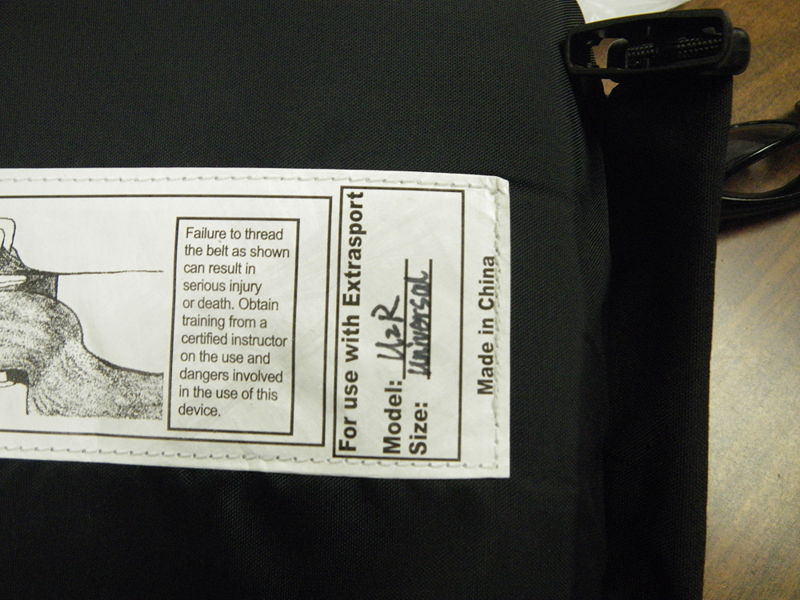 Failure to thread
the belt as shown
can result in
serious injury
or death. Obtain
training from a
certified instructor
on the use and
dangers involved
in the use of this
device.
For use with Extrasport
Model: U2R
Size: universal
Made in China